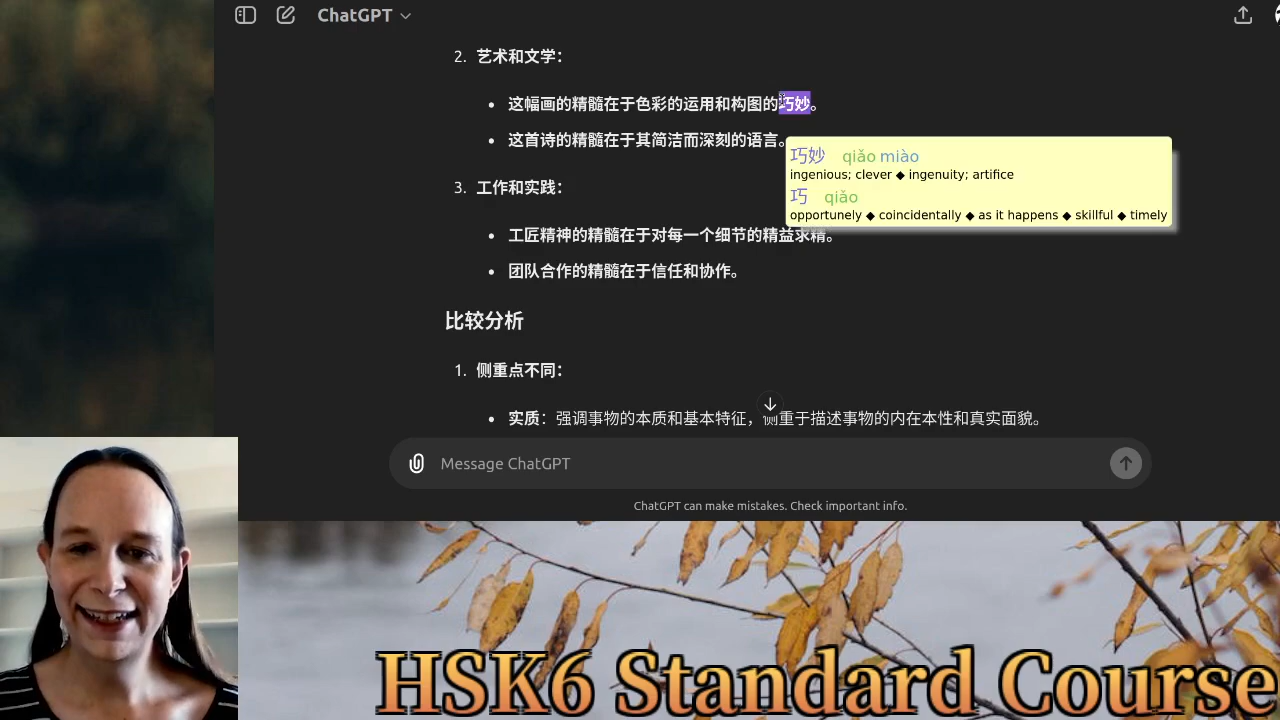 ChatGPT
2. 艺术和文学：
• 这幅画的精髓在于色彩的运用和构图的巧妙。
• 这首诗的精髓在于其简洁而深刻的语言。
巧妙 qiǎo miào
ingenious; clever ◆ ingenuity; artifice
巧 qiǎo
opportunely ◆ coincidentally ◆ as it happens ◆ skillful ◆ timely
3. 工作和实践：
• 工匠精神的精髓在于对每一个细节的精益求精。
• 团队合作的精髓在于信任和协作。
比较分析
1. 侧重点不同：
• 实质：强调事物的本质和基本特征，侧重于描述事物的内在本性和真实面貌。
Message ChatGPT
ChatGPT can make mistakes. Check important info.
HSK6 Standard Course